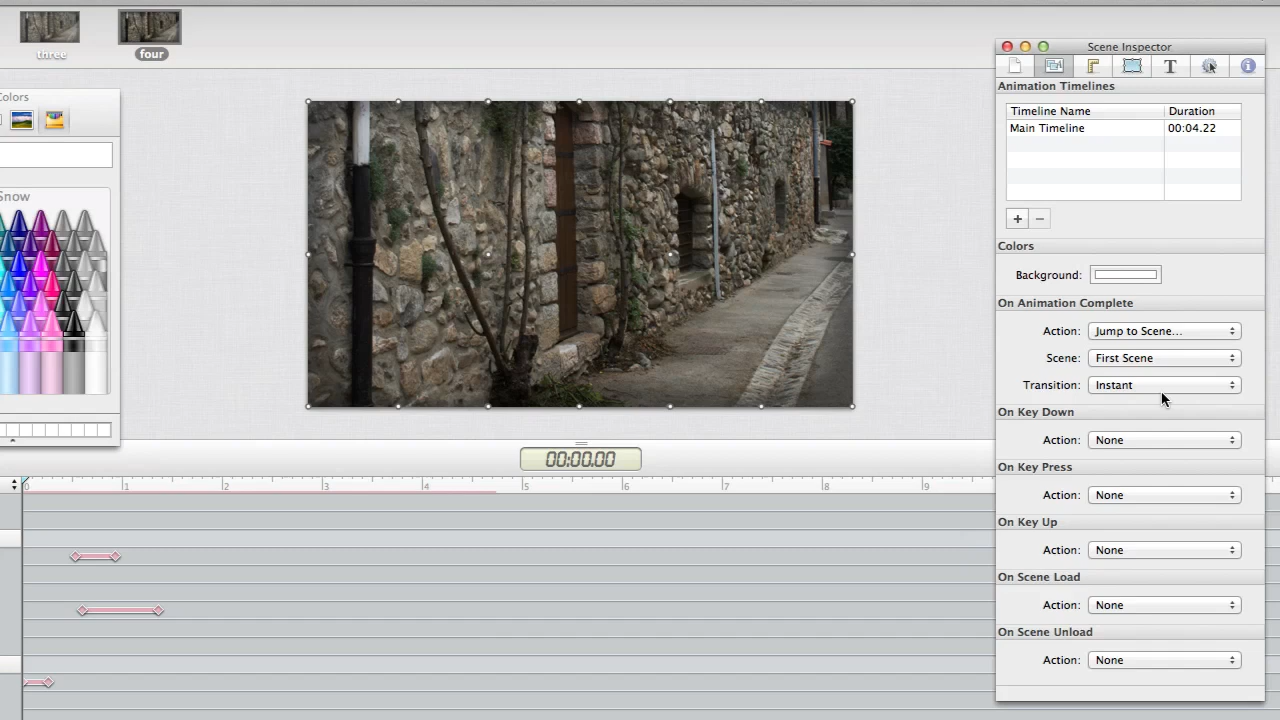 three
four
Scene Inspector
Colors
Snow
Animation Timelines
Timeline Name Duration
Main Timeline 00:04.22
+ −
Colors
Background:
On Animation Complete
Action: Jump to Scene...
Scene: First Scene
Transition: Instant
On Key Down
Action: None
On Key Press
Action: None
On Key Up
Action: None
On Scene Load
Action: None
On Scene Unload
Action: None
00:00.00
0 1 2 3 4 5 6 7 8 9